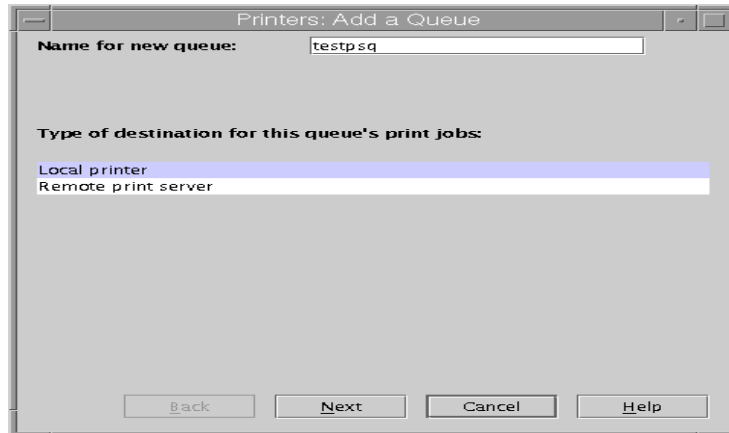 Printers: Add a Queue
Name for new queue: testpsq
Type of destination for this queue's print jobs:
Local printer
Remote print server
Back Next Cancel Help